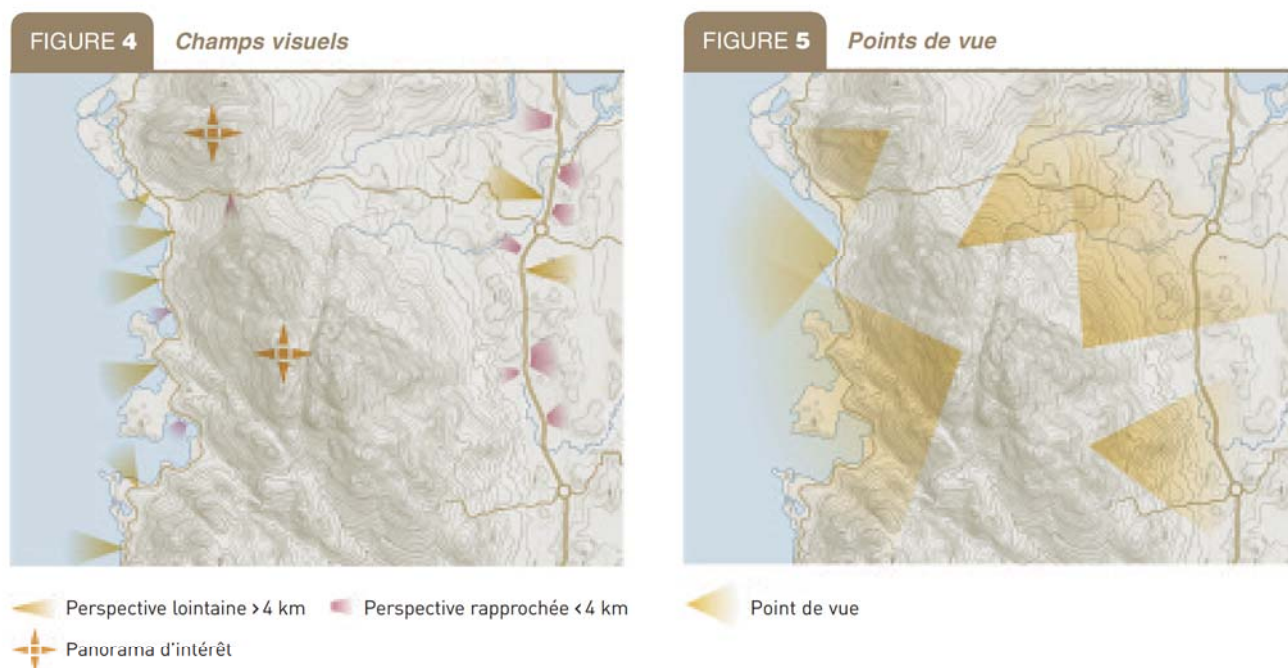 FIGURE 4 Champs visuels
FIGURE 5 Points de vue
Perspective lointaine > 4 km
Perspective rapprochée < 4 km
Panorama d'intérêt
Point de vue